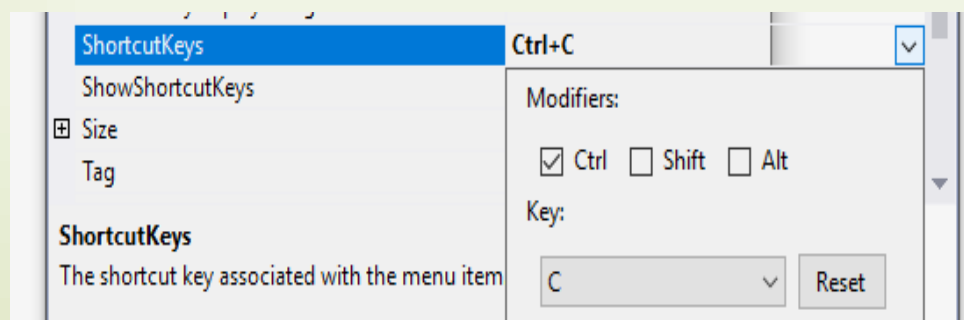 ShortcutKeys Ctrl+C
ShowShortcutKeys
Size
Tag
Modifiers:
Ctrl Shift Alt
Key:
C Reset
ShortcutKeys
The shortcut key associated with the menu item